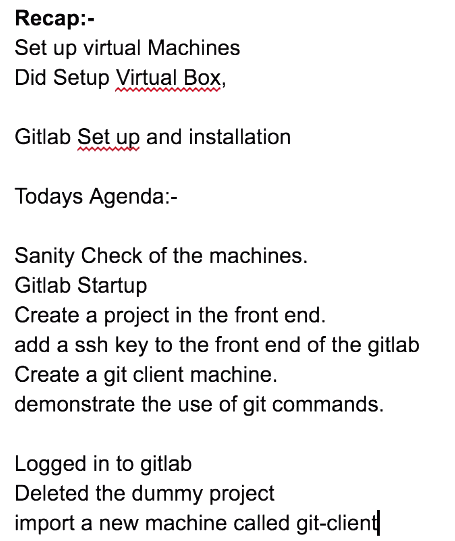 Recap:-
Set up virtual Machines
Did Setup Virtual Box,
Gitlab Set up and installation
Todays Agenda:-
Sanity Check of the machines.
Gitlab Startup
Create a project in the front end.
add a ssh key to the front end of the gitlab
Create a git client machine.
demonstrate the use of git commands.
Logged in to gitlab
Deleted the dummy project
import a new machine called git-client